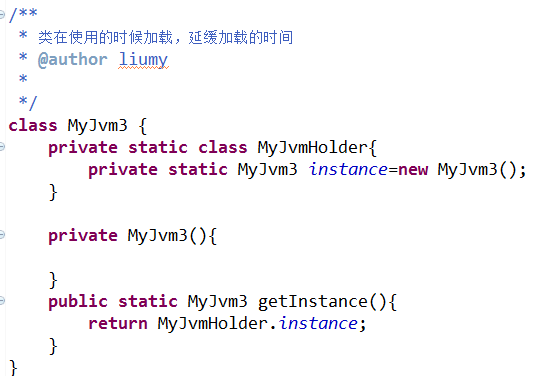 /**
 * 类在使用的时候加载，延缓加载的时间
 * @author liumy
 *
 */
class MyJvm3 {
    private static class MyJvmHolder{
        private static MyJvm3 instance=new MyJvm3();
    }
    private MyJvm3(){
    }
    public static MyJvm3 getInstance(){
        return MyJvmHolder.instance;
    }
}